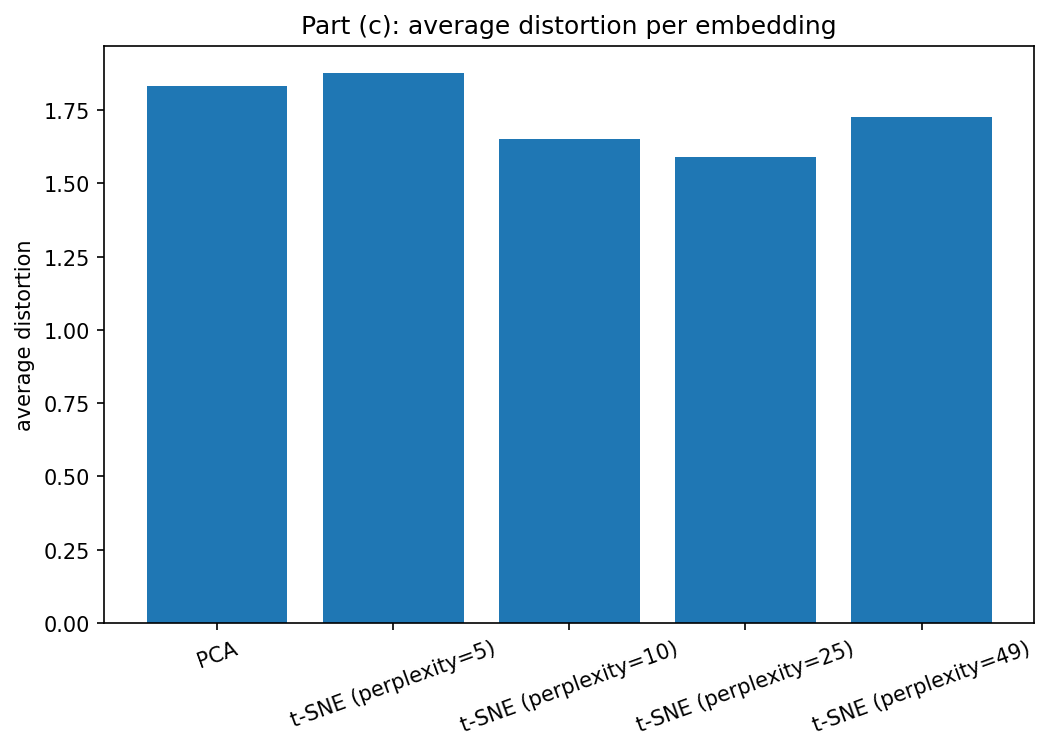 Part (c): average distortion per embedding
average distortion
1.75
1.50
1.25
1.00
0.75
0.50
0.25
0.00
PCA
t-SNE (perplexity=5)
t-SNE (perplexity=10)
t-SNE (perplexity=25)
t-SNE (perplexity=49)